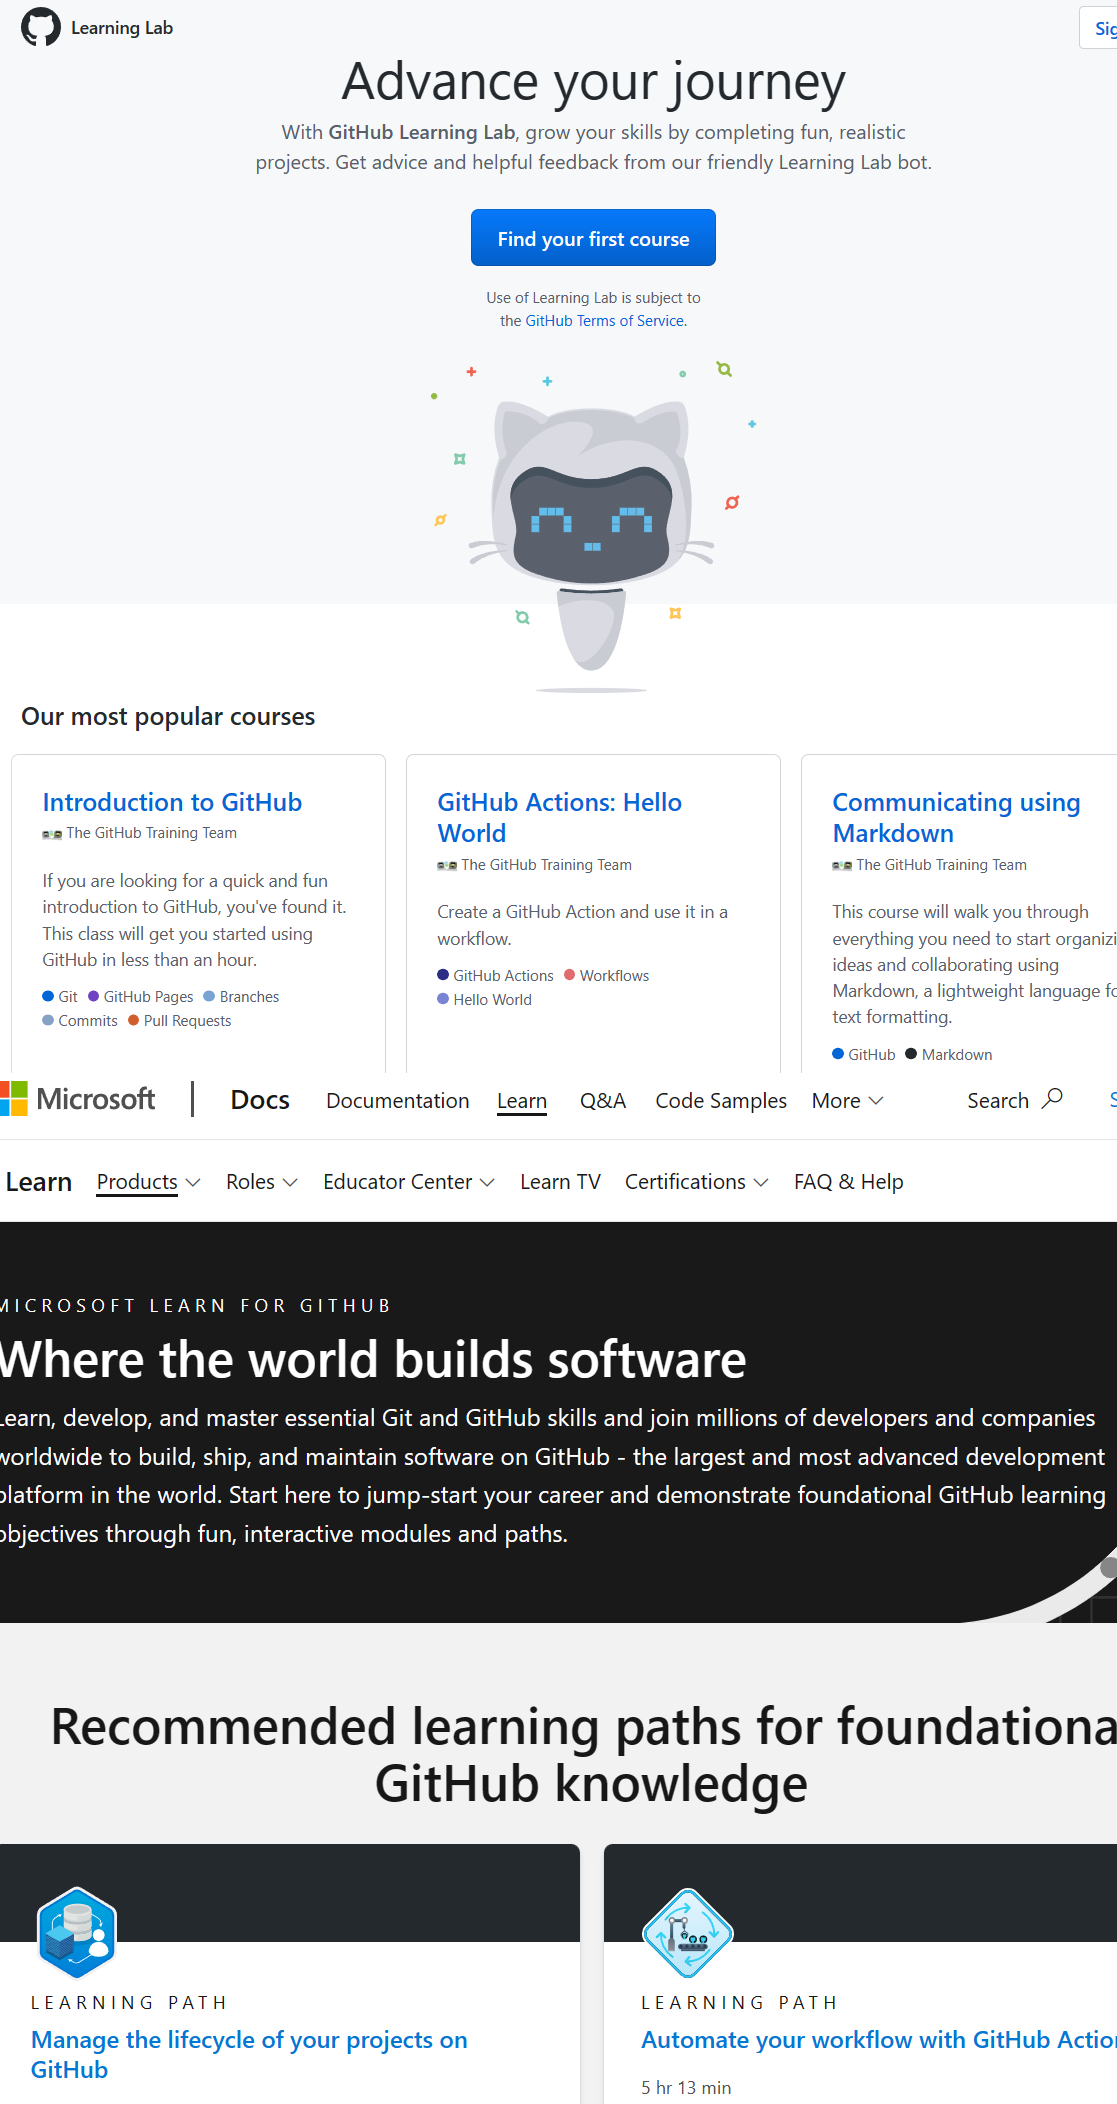 Learning Lab
Advance your journey
With GitHub Learning Lab, grow your skills by completing fun, realistic
projects. Get advice and helpful feedback from our friendly Learning Lab bot.
Find your first course
Use of Learning Lab is subject to
the GitHub Terms of Service.
Our most popular courses
Introduction to GitHub
The GitHub Training Team
If you are looking for a quick and fun
introduction to GitHub, you've found it.
This class will get you started using
GitHub in less than an hour.
Git GitHub Pages Branches
Commits Pull Requests
GitHub Actions: Hello
World
The GitHub Training Team
Create a GitHub Action and use it in a
workflow.
GitHub Actions Workflows
Hello World
Communicating using
Markdown
The GitHub Training Team
This course will walk you through
everything you need to start
ideas and collaborating using
Markdown, a lightweight language
text formatting.
GitHub Markdown
Microsoft Docs Documentation Learn Q&A Code Samples More Search
Learn Products Roles Educator Center Learn TV Certifications FAQ & Help
MICROSOFT LEARN FOR GITHUB
Where the world builds software
Learn, develop, and master essential Git and GitHub skills and join millions of developers and companies
worldwide to build, ship, and maintain software on GitHub - the largest and most advanced development
platform in the world. Start here to jump-start your career and demonstrate foundational GitHub learning
objectives through fun, interactive modules and paths.
Recommended learning paths for foundationa
GitHub knowledge
LEARNING PATH
Manage the lifecycle of your projects on
GitHub
LEARNING PATH
Automate your workflow with GitHub Action
5 hr 13 min